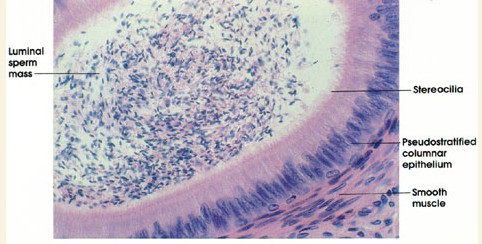 Luminal
sperm
mass
Stereocilia
Pseudostratified
columnar
epithelium
Smooth
muscle